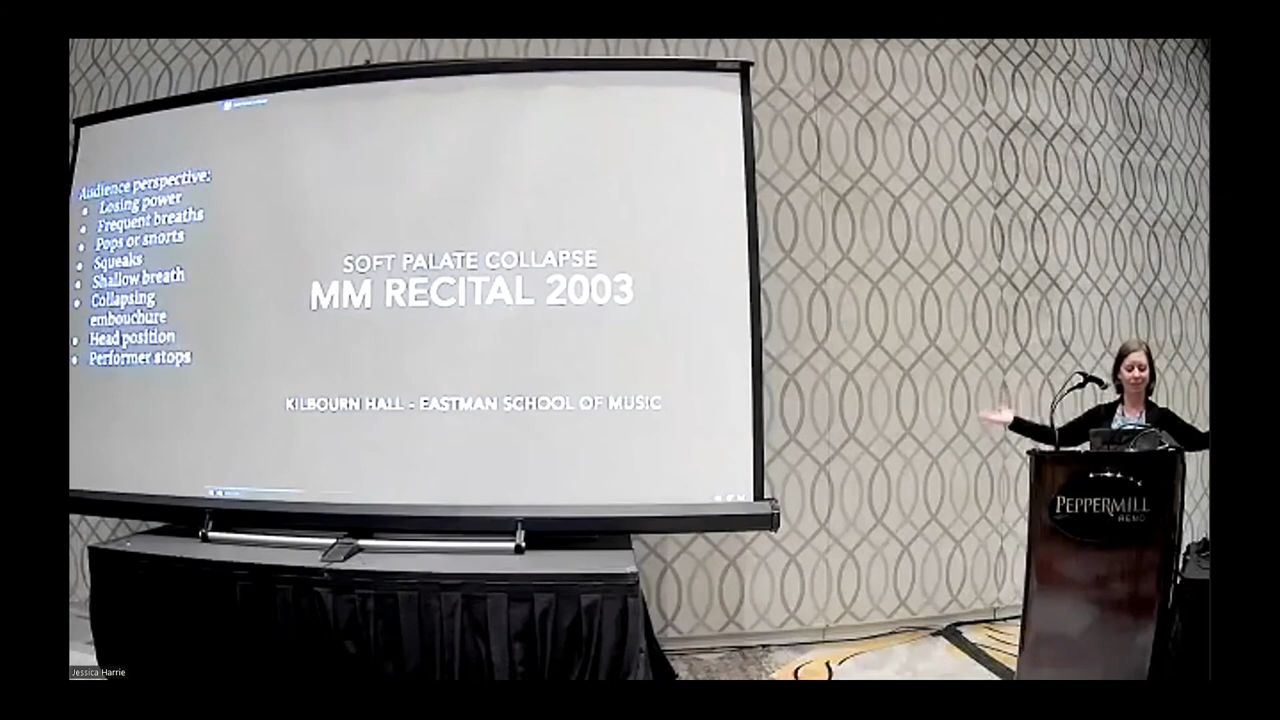 Audience perspective:
• Losing power
• Frequent breaths
• Pops or snorts
• Squeaks
• Shallow breath
• Collapsing
embouchure
• Head position
• Performer stops
SOFT PALATE COLLAPSE
MM RECITAL 2003
KILBOURN HALL - EASTMAN SCHOOL OF MUSIC
PEPPERMILL
RENO
Jessica Harrie